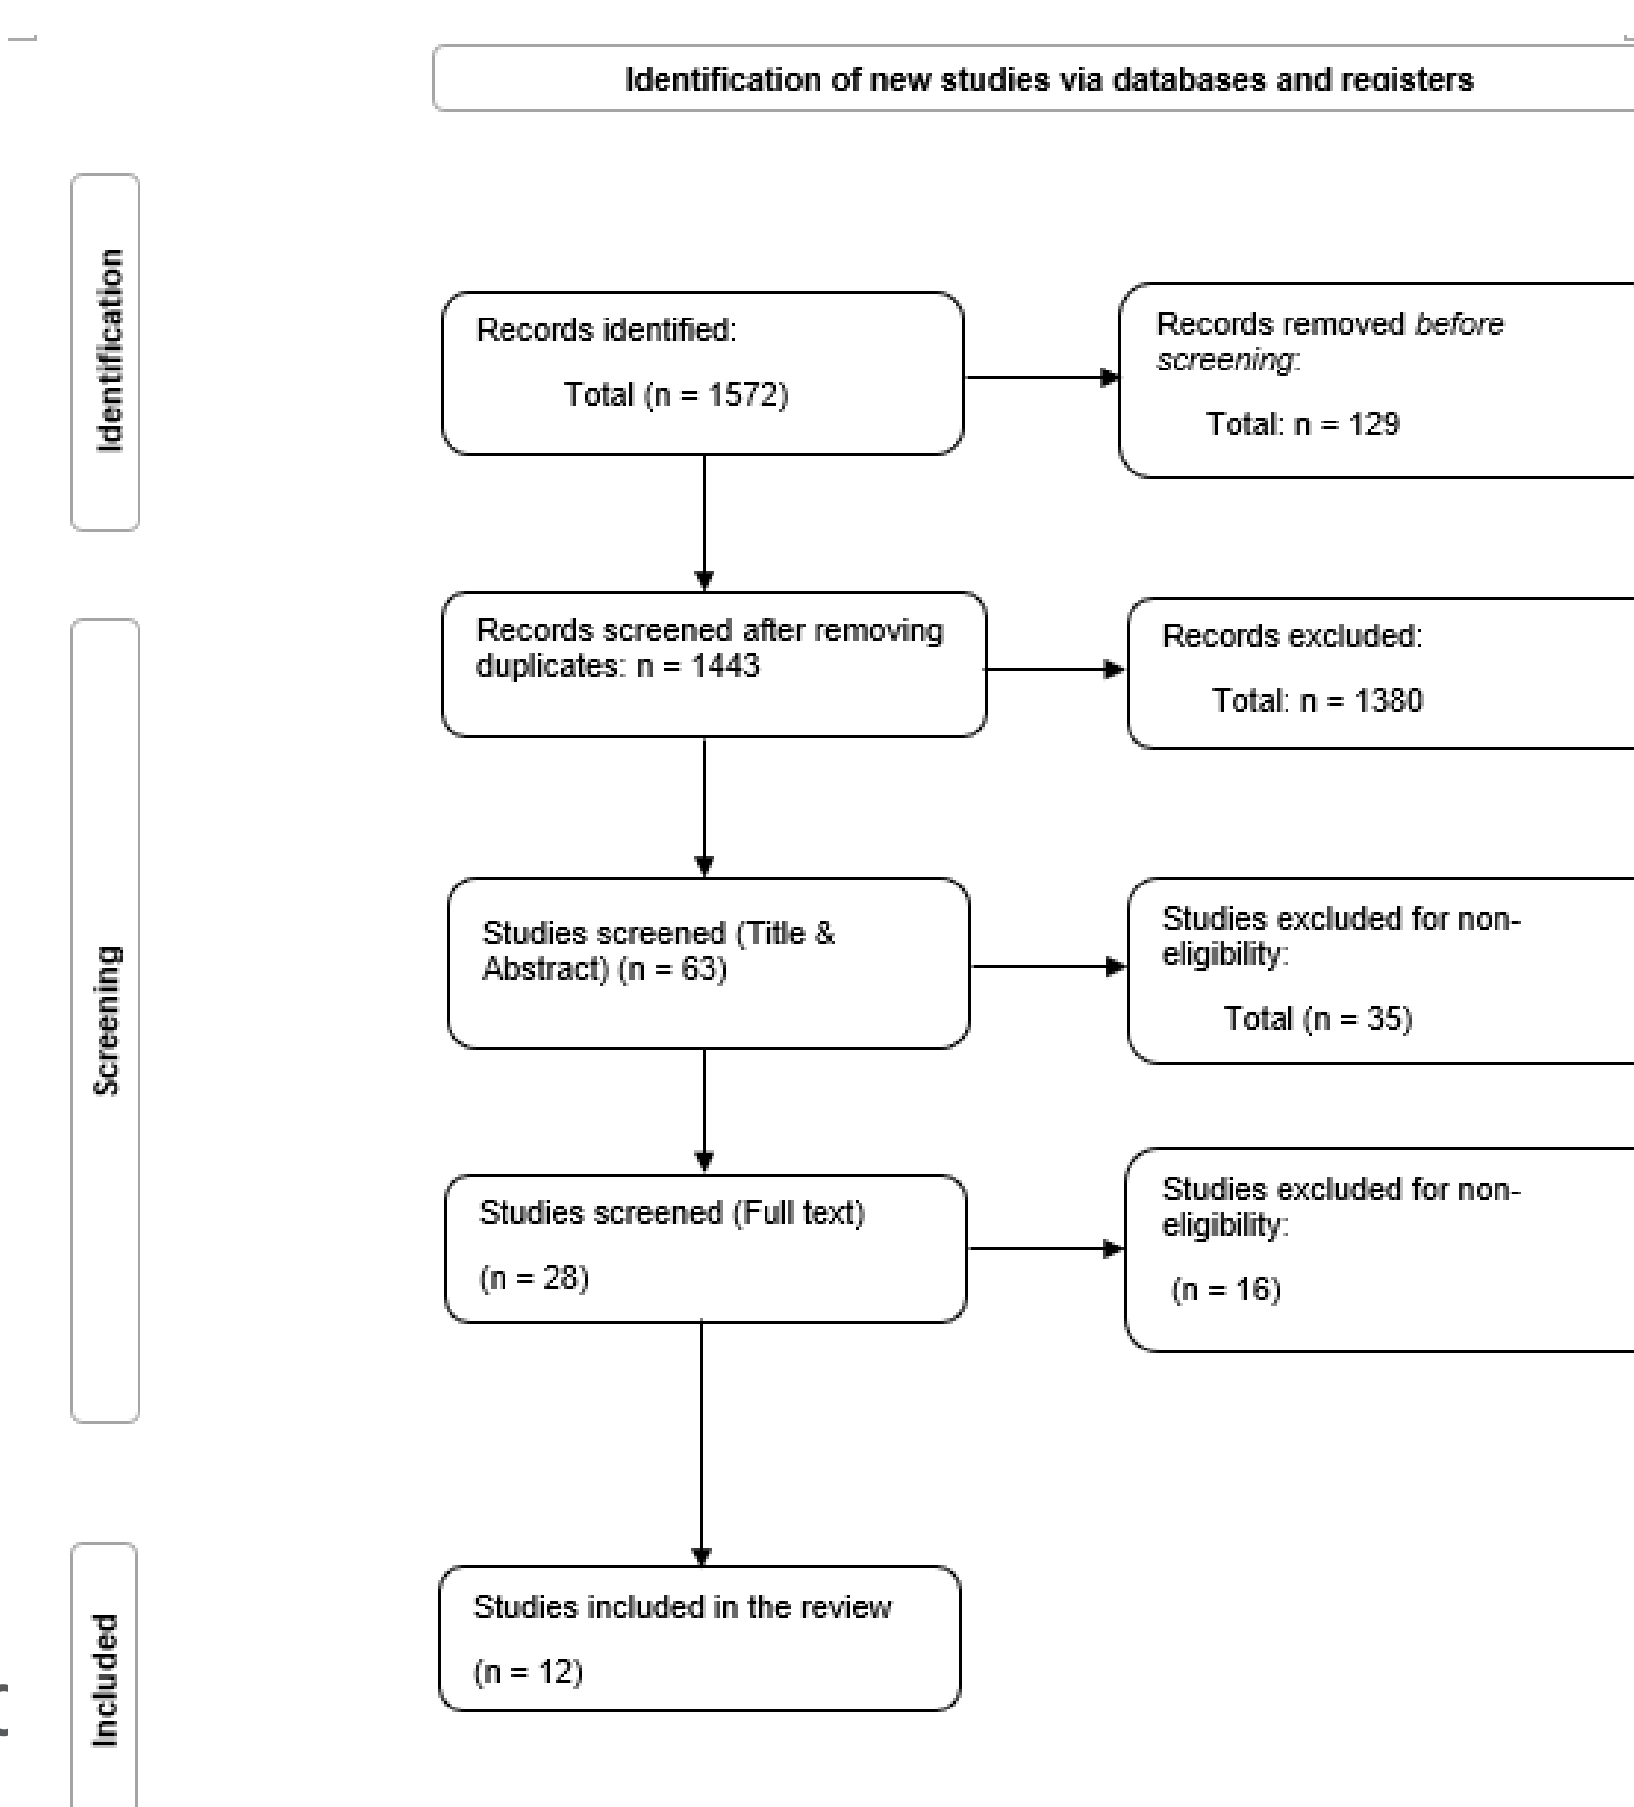 Identification of new studies via databases and registers
Identification
Records identified:
Total (n = 1572)
Records removed before
screening:
Total: n = 129
Screening
Records screened after removing
duplicates: n = 1443
Records excluded:
Total: n = 1380
Studies screened (Title &
Abstract) (n = 63)
Studies excluded for non-
eligibility:
Total (n = 35)
Studies screened (Full text)
(n = 28)
Studies excluded for non-
eligibility:
(n = 16)
Included
Studies included in the review
(n = 12)